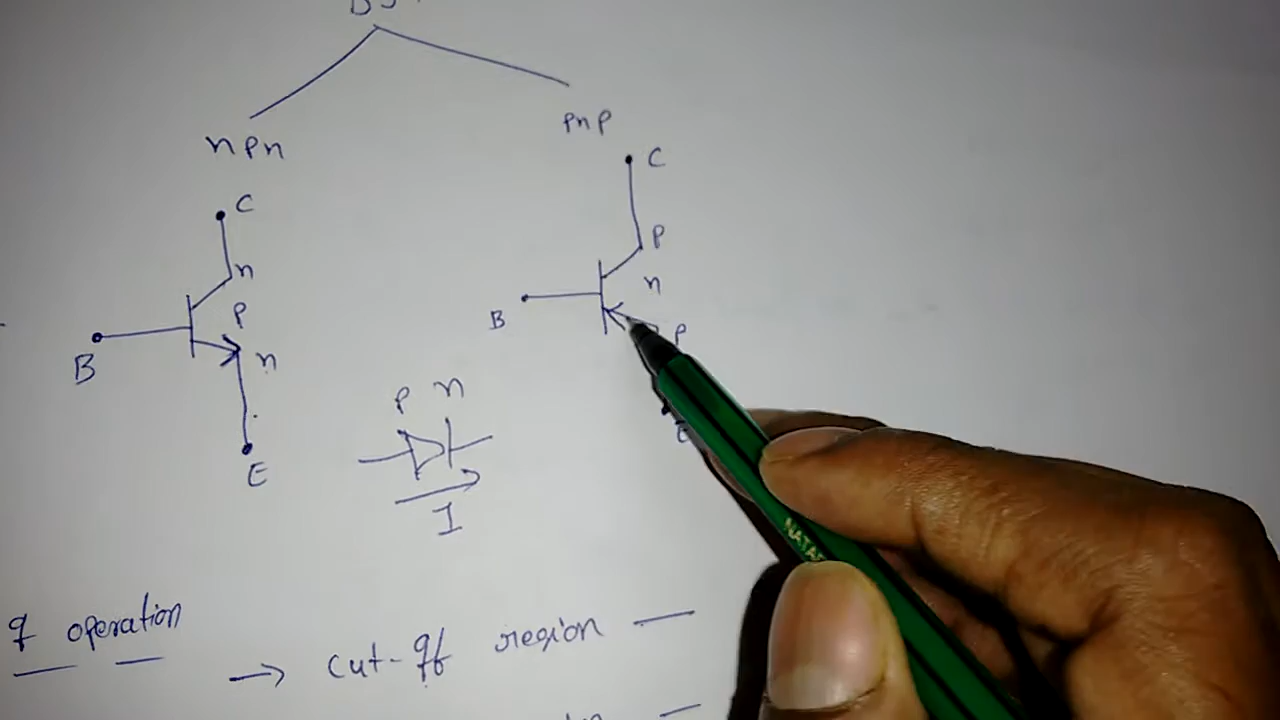 npn
pnp
C
C
n
P
P
n
B
P
B
n
P n
E
E
I
operation
→ cut-off region —